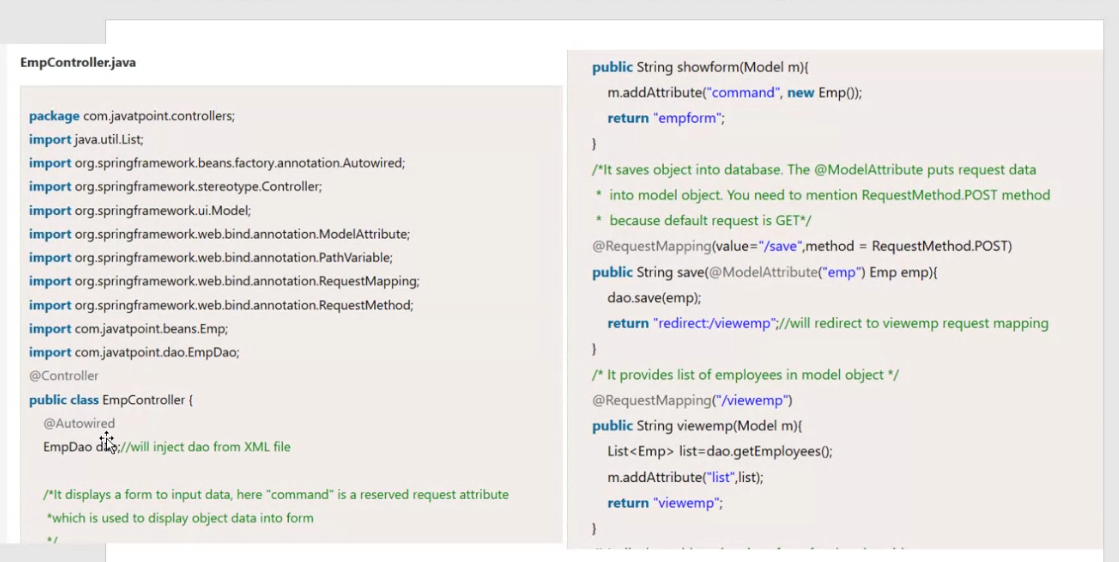 EmpController.java
package com.javatpoint.controllers;
import java.util.List;
import org.springframework.beans.factory.annotation.Autowired;
import org.springframework.stereotype.Controller;
import org.springframework.ui.Model;
import org.springframework.web.bind.annotation.ModelAttribute;
import org.springframework.web.bind.annotation.PathVariable;
import org.springframework.web.bind.annotation.RequestMapping;
import org.springframework.web.bind.annotation.RequestMethod;
import com.javatpoint.beans.Emp;
import com.javatpoint.dao.EmpDao;
@Controller
public class EmpController {
@Autowired
EmpDao dao;//will inject dao from XML file
/*It displays a form to input data, here "command" is a reserved request attribute
*which is used to display object data into form
*/
public String showform(Model m){
m.addAttribute("command", new Emp());
return "empform";
}
/*It saves object into database. The @ModelAttribute puts request data
* into model object. You need to mention RequestMethod.POST method
* because default request is GET*/
@RequestMapping(value="/save",method = RequestMethod.POST)
public String save(@ModelAttribute("emp") Emp emp){
dao.save(emp);
return "redirect:/viewemp";//will redirect to viewemp request mapping
}
/* It provides list of employees in model object */
@RequestMapping("/viewemp")
public String viewemp(Model m){
List<Emp> list=dao.getEmployees();
m.addAttribute("list",list);
return "viewemp";
}